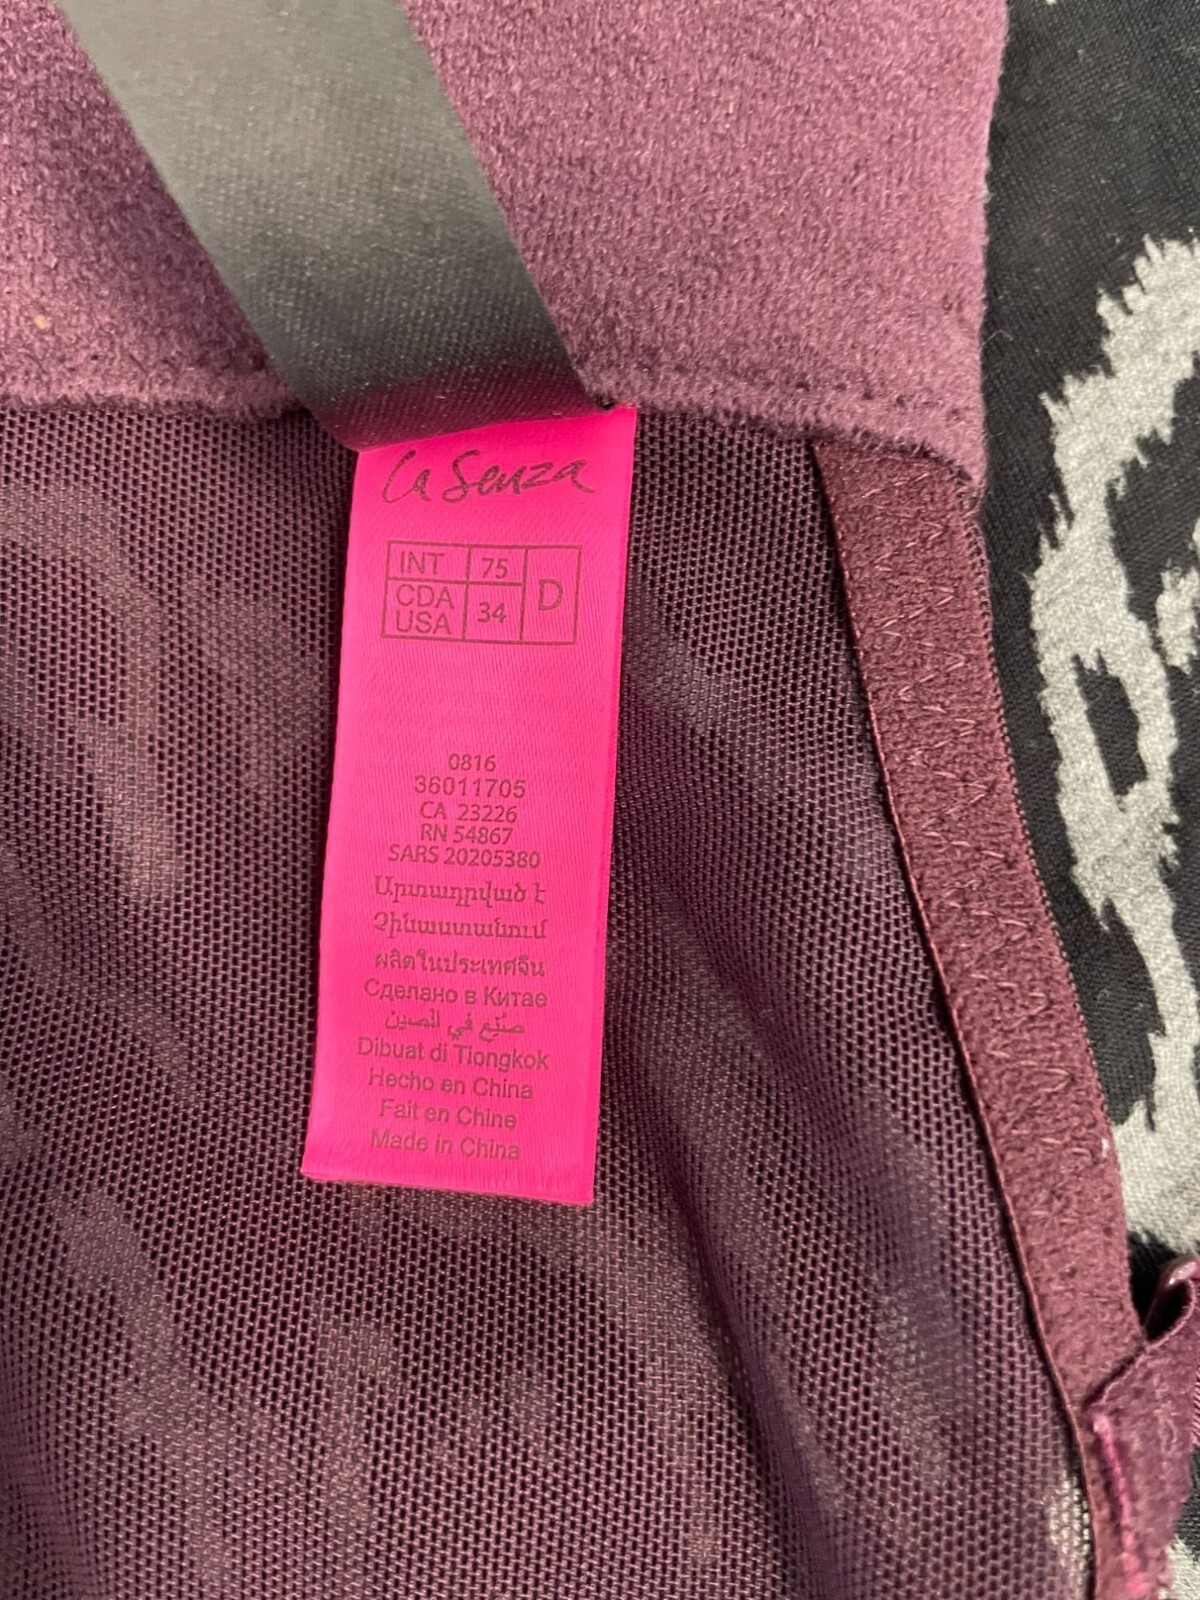 La Senza
INT 75 D
CDA USA 34
0816
36011705
CA 23226
RN 54867
SARS 20205380
Արտադրված է
Չինաստանում
ผลิตในประเทศจีน
Сделано в Китае
صنّع في الصين
Dibuat di Tiongkok
Hecho en China
Fait en Chine
Made in China